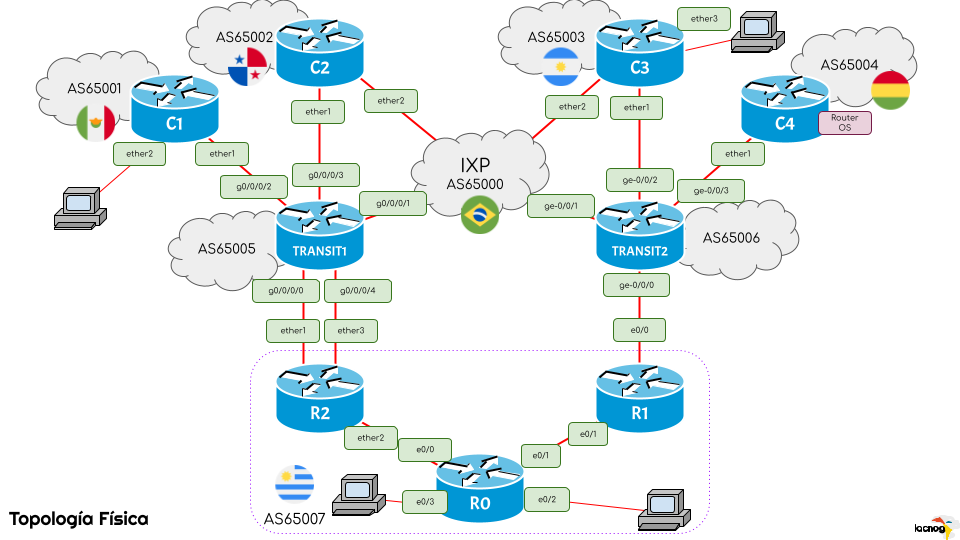 ether3
AS65002
AS65003
C2
C3
AS65004
AS65001
C1
C4
Router
OS
ether2
ether1
ether2
ether1
ether2
ether1
ether1
IXP
AS65000
g0/0/0/3
g0/0/0/2
g0/0/0/1
ge-0/0/2
ge-0/0/3
ge-0/0/1
AS65005
TRANSIT1
TRANSIT2
AS65006
g0/0/0/0
g0/0/0/4
ge-0/0/0
ether1
ether3
e0/0
R2
R1
ether2
e0/0
e0/1
e0/1
e0/3
R0
e0/2
AS65007
Topología Física
lacnog